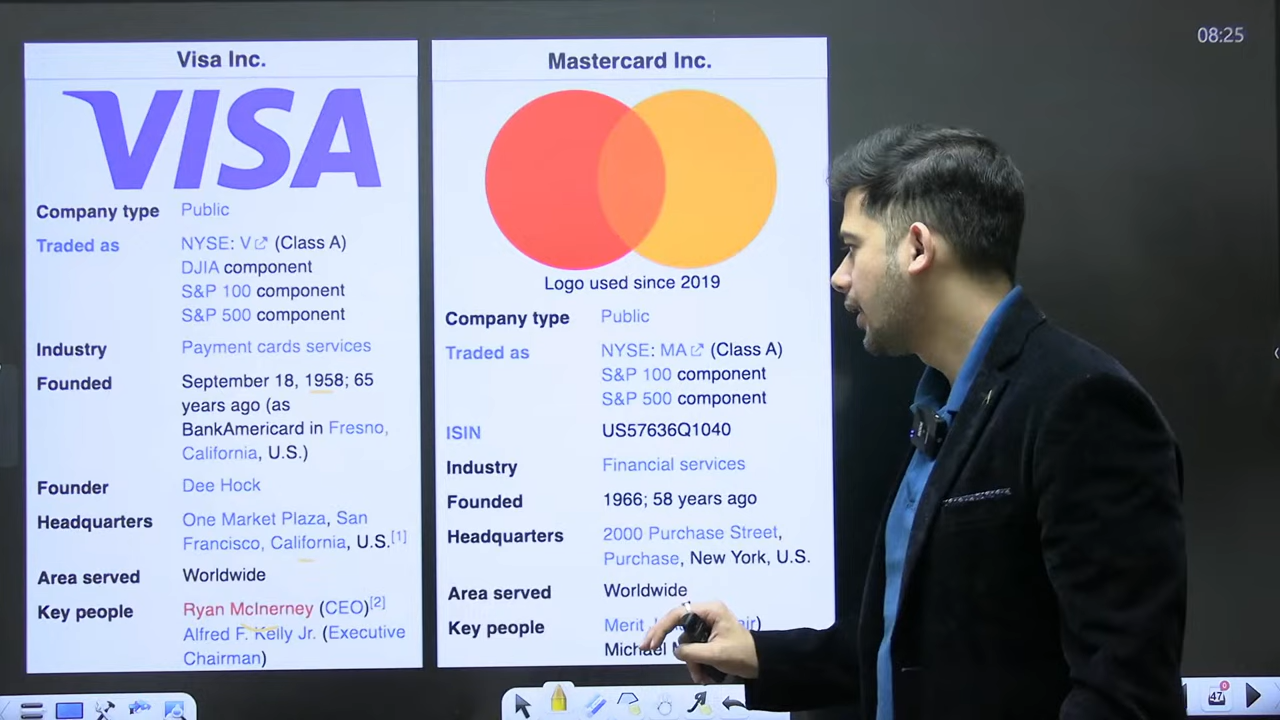 08:25
Visa Inc.
VISA
Company type Public
Traded as NYSE: V (Class A)
DJIA component
S&P 100 component
S&P 500 component
Industry Payment cards services
Founded September 18, 1958; 65
years ago (as
BankAmericard in Fresno,
California, U.S.)
Founder Dee Hock
Headquarters One Market Plaza, San
Francisco, California, U.S.[1]
Area served Worldwide
Key people Ryan McInerney (CEO)[2]
Alfred F. Kelly Jr. (Executive
Chairman)
Mastercard Inc.
Logo used since 2019
Company type Public
Traded as NYSE: MA (Class A)
S&P 100 component
S&P 500 component
ISIN US57636Q1040
Industry Financial services
Founded 1966; 58 years ago
Headquarters 2000 Purchase Street,
Purchase, New York, U.S.
Area served Worldwide
Key people Merit
Michael
47